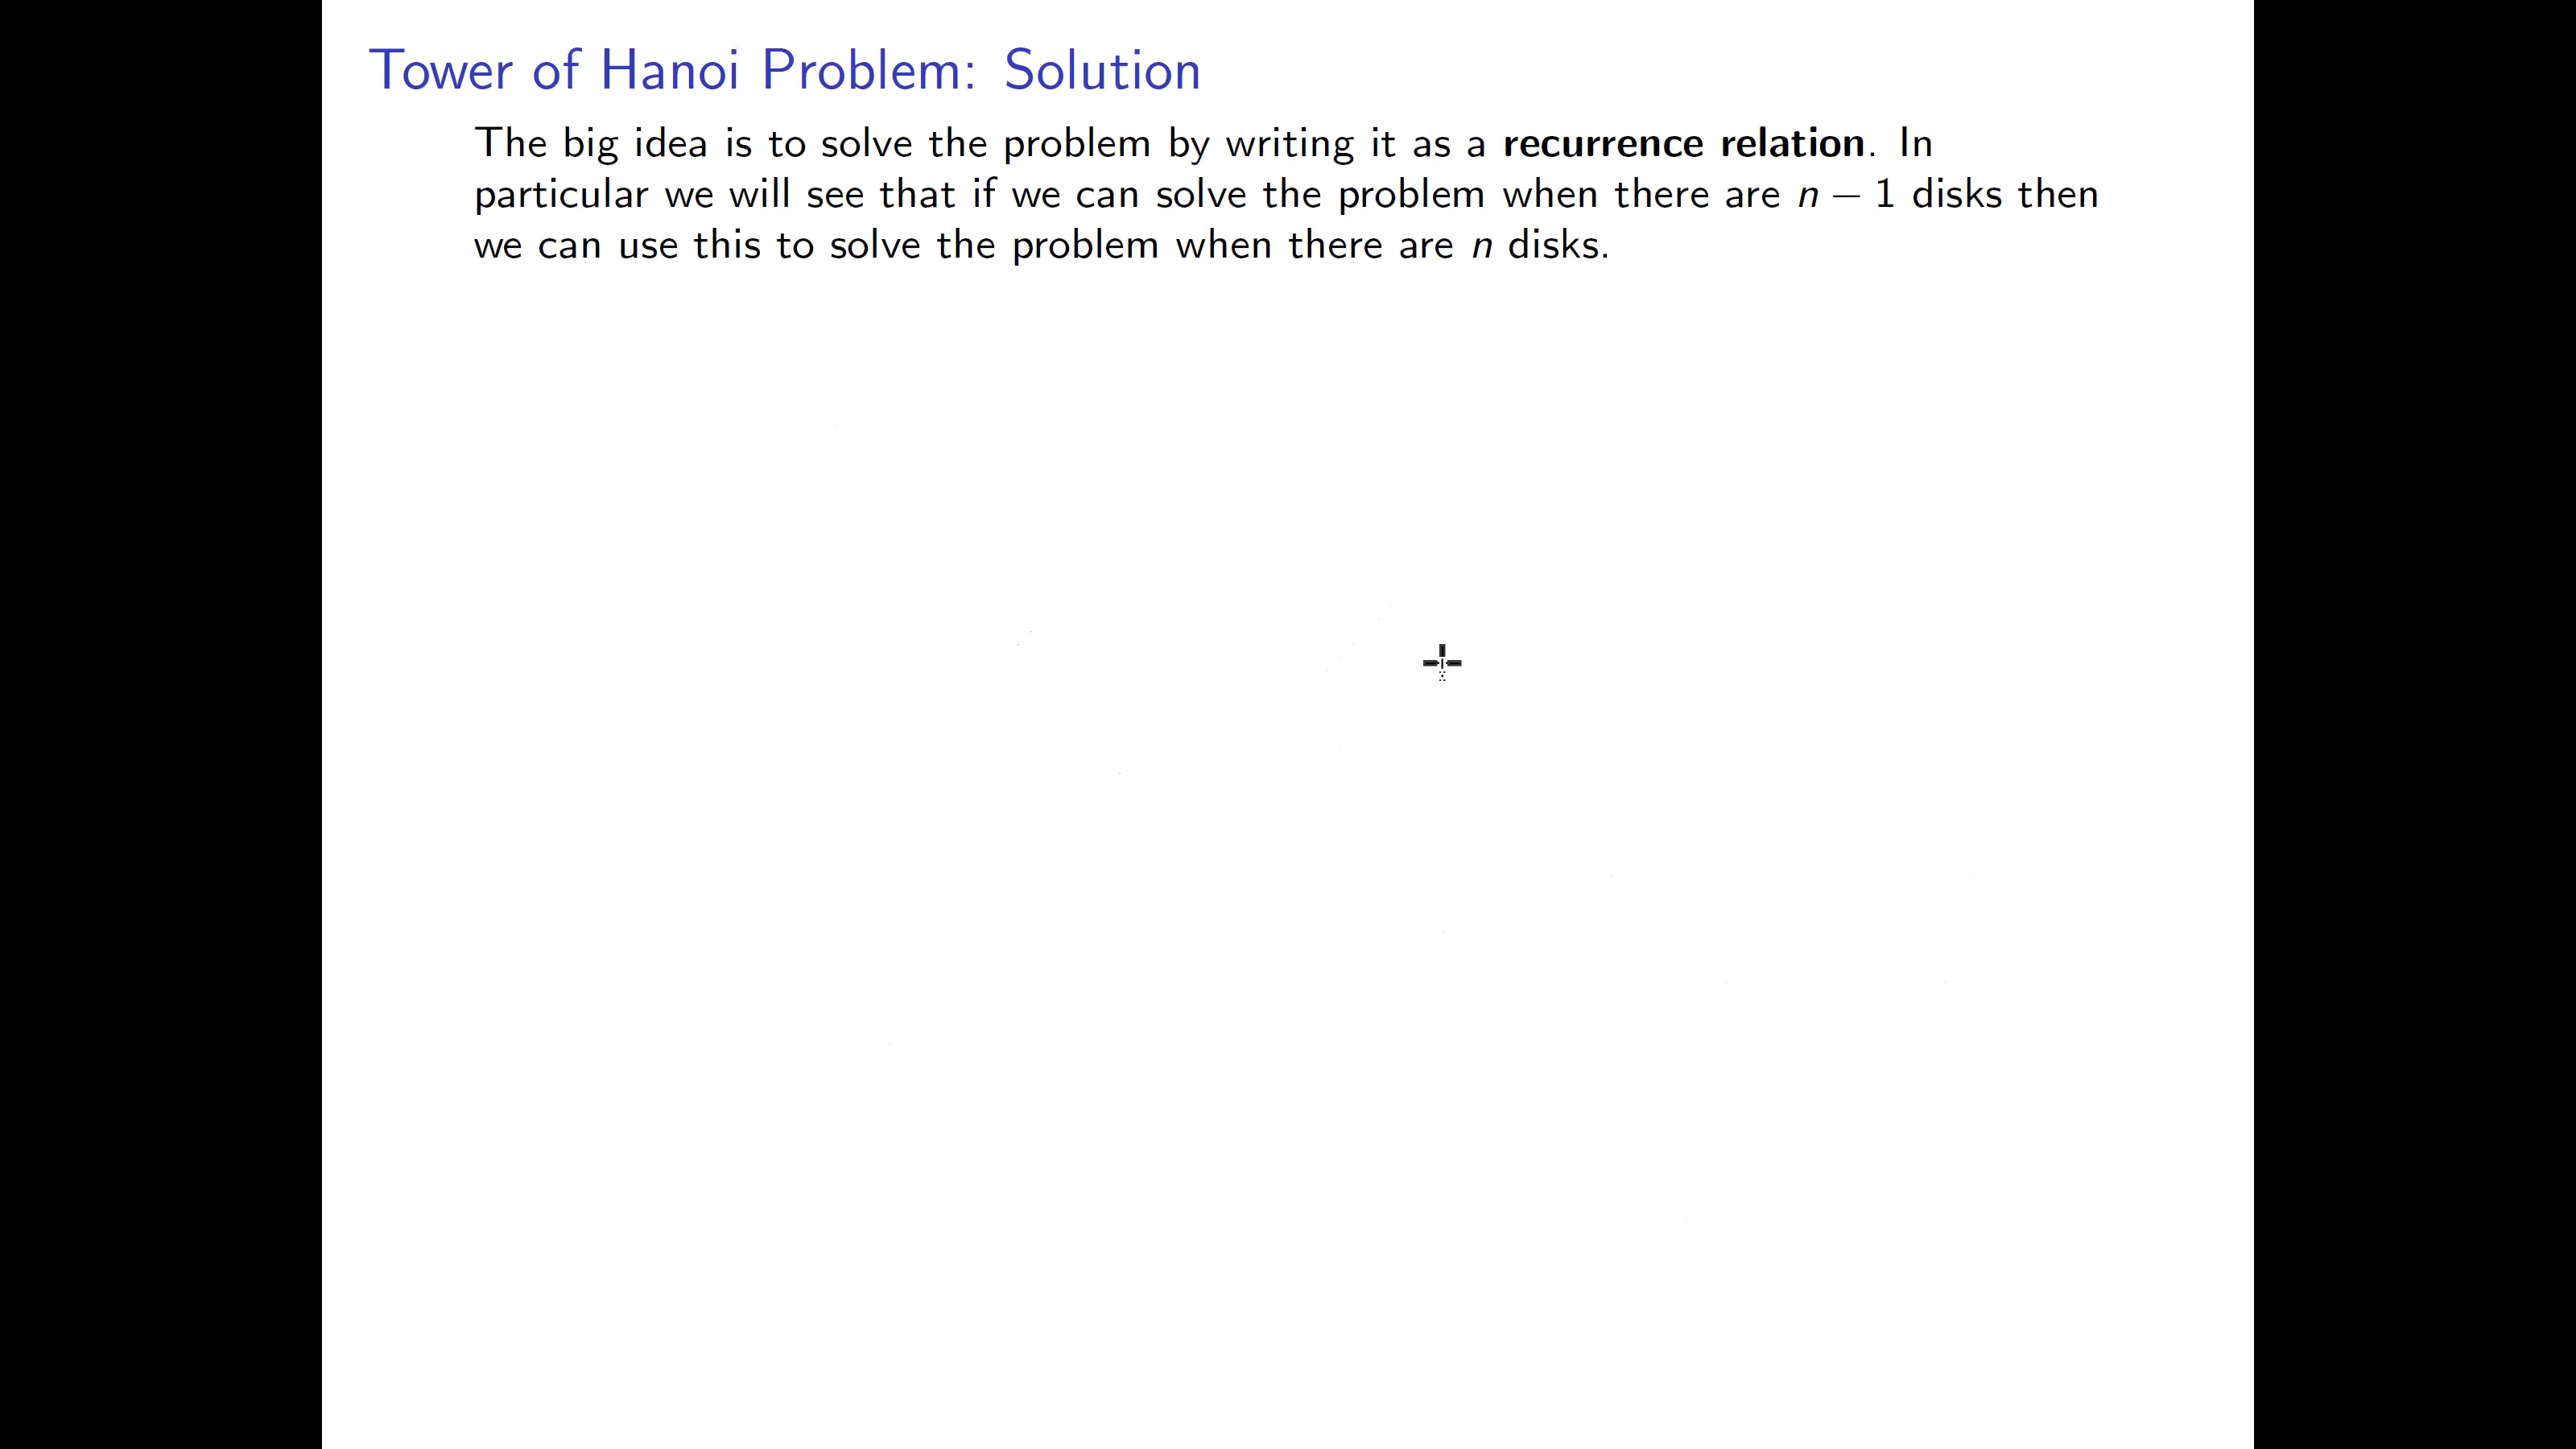 Tower of Hanoi Problem: Solution
The big idea is to solve the problem by writing it as a recurrence relation. In
particular we will see that if we can solve the problem when there are n − 1 disks then
we can use this to solve the problem when there are n disks.